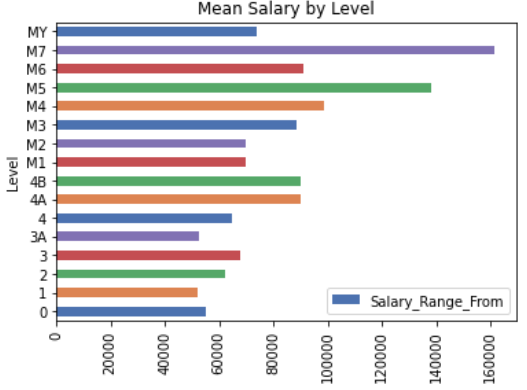 Mean Salary by Level
MY
M7
M6
M5
M4
M3
M2
M1
4B
4A
4
3A
3
2
1
0
Level
Salary_Range_From
0
20000
40000
60000
80000
100000
120000
140000
160000